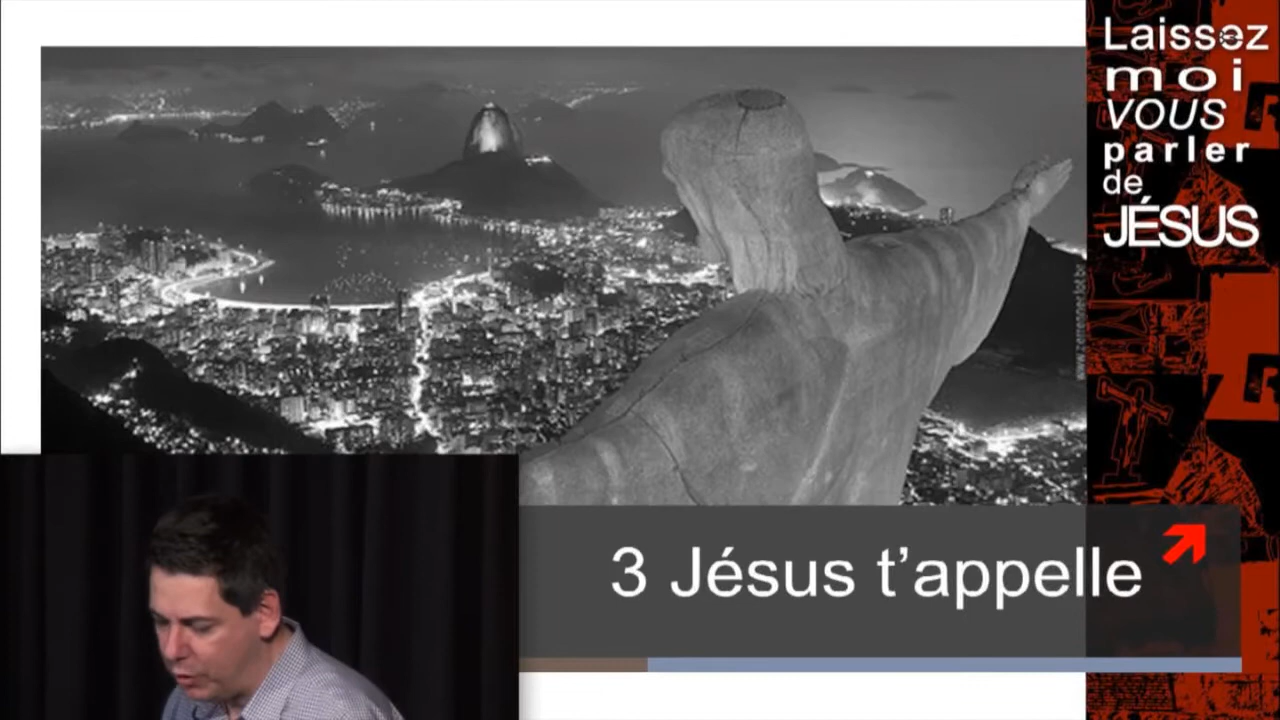 Laissez
moi
VOUS
parler
de
JÉSUS
3 Jésus t’appelle